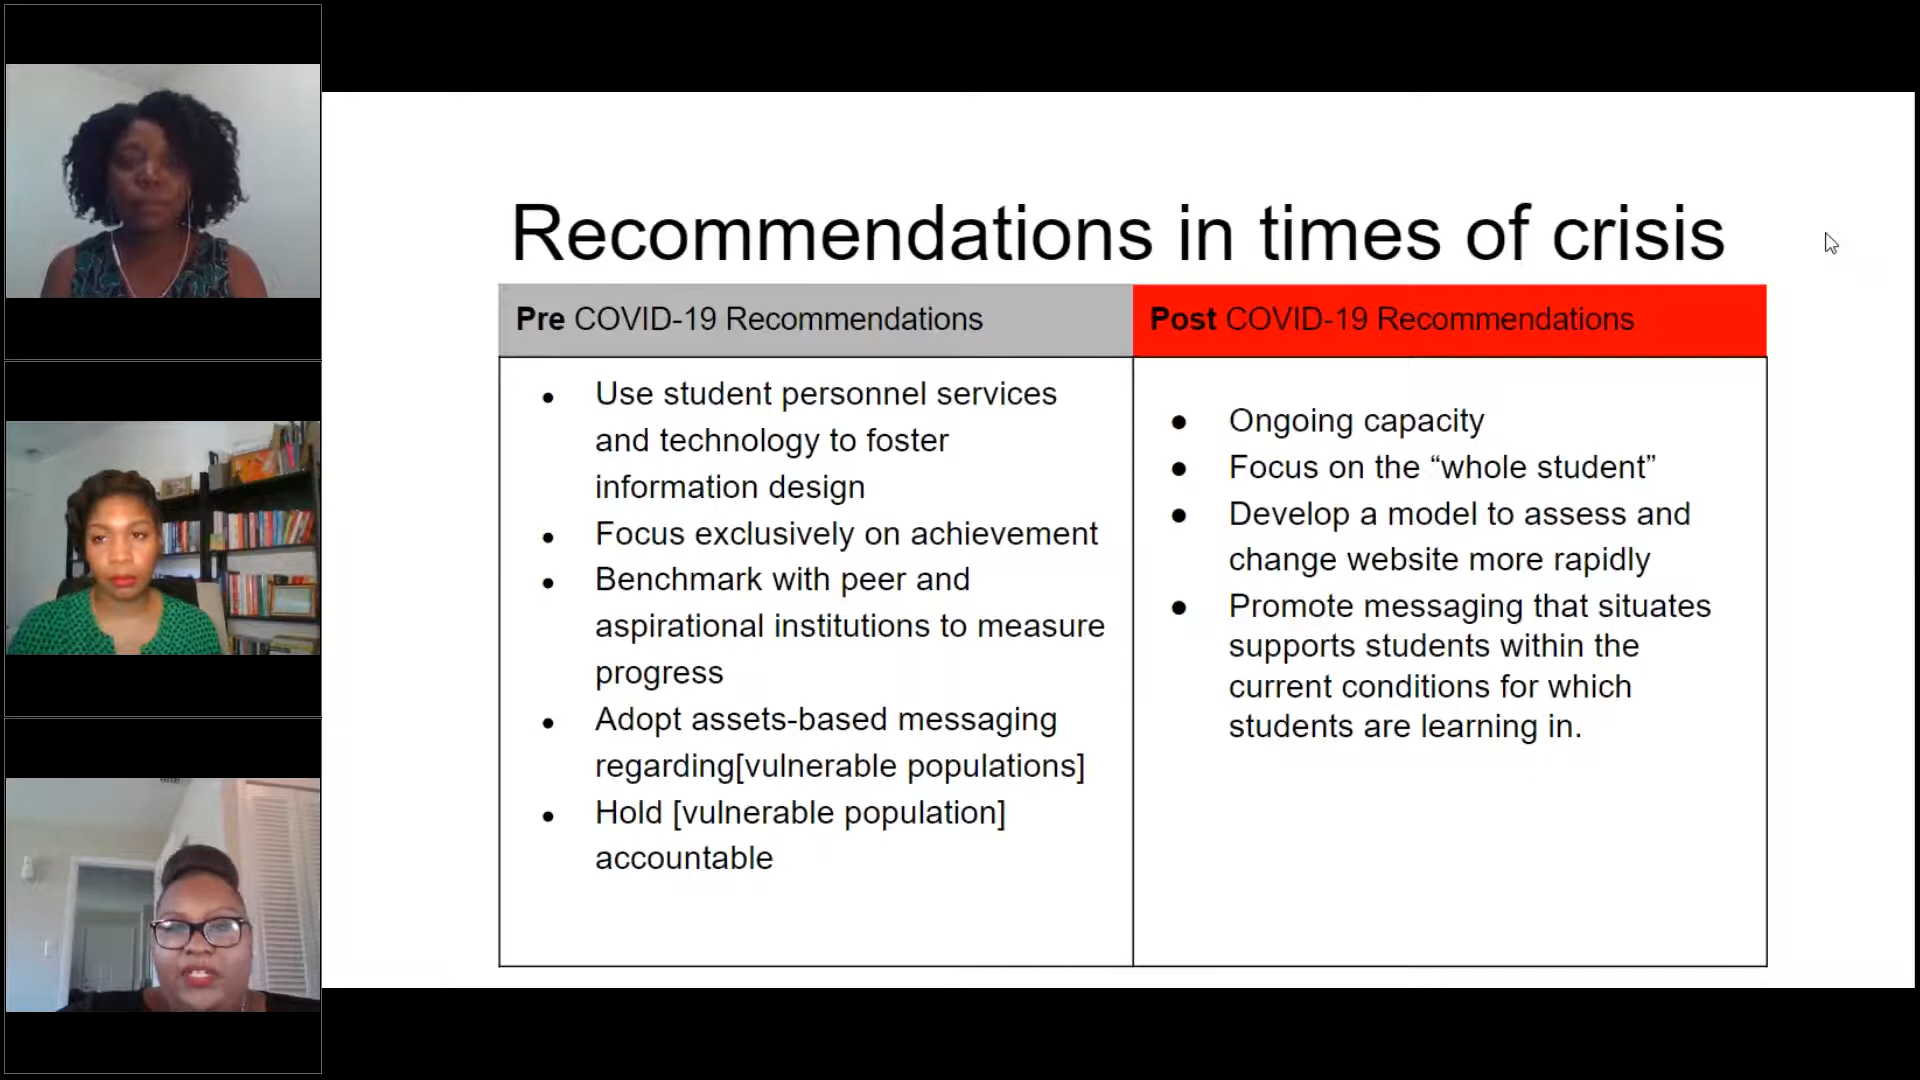 Recommendations in times of crisis
Pre COVID-19 Recommendations
Post COVID-19 Recommendations
● Use student personnel services
and technology to foster
information design
● Focus exclusively on achievement
● Benchmark with peer and
aspirational institutions to measure
progress
● Adopt assets-based messaging
regarding[vulnerable populations]
● Hold [vulnerable population]
accountable
● Ongoing capacity
● Focus on the “whole student”
● Develop a model to assess and
change website more rapidly
● Promote messaging that situates
supports students within the
current conditions for which
students are learning in.